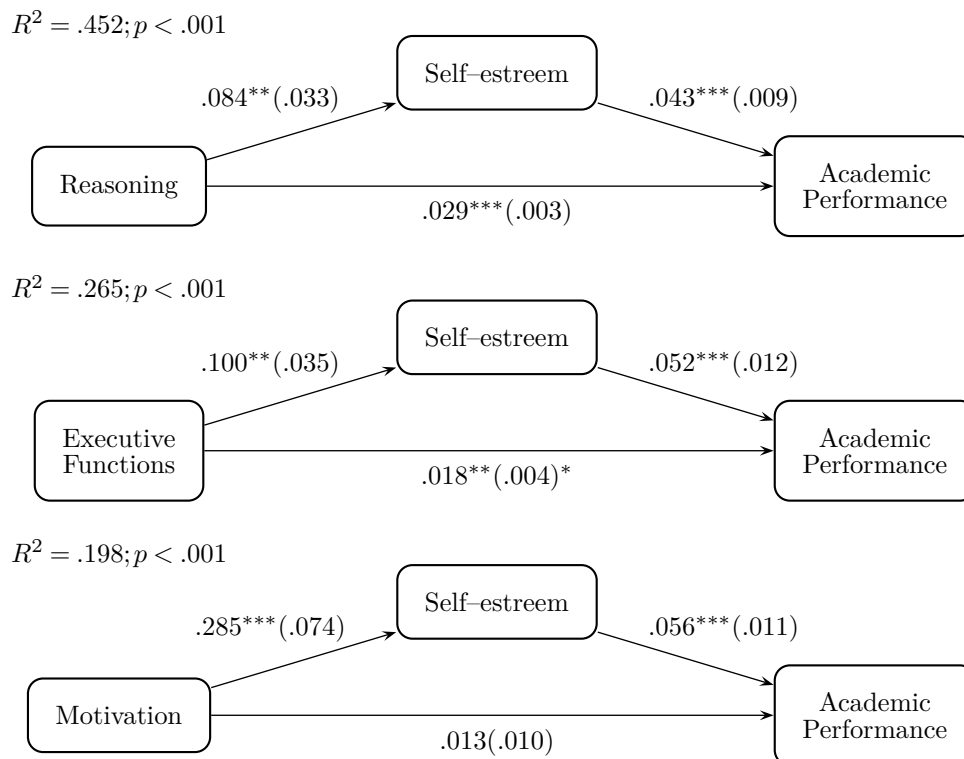 R² = .452; p < .001
Self–estreem
.084**(.033)
.043***(.009)
Reasoning
Academic
Performance
.029***(.003)
R² = .265; p < .001
Self–estreem
.100**(.035)
.052***(.012)
Executive
Functions
Academic
Performance
.018**(.004)*
R² = .198; p < .001
Self–estreem
.285***(.074)
.056***(.011)
Motivation
Academic
Performance
.013(.010)